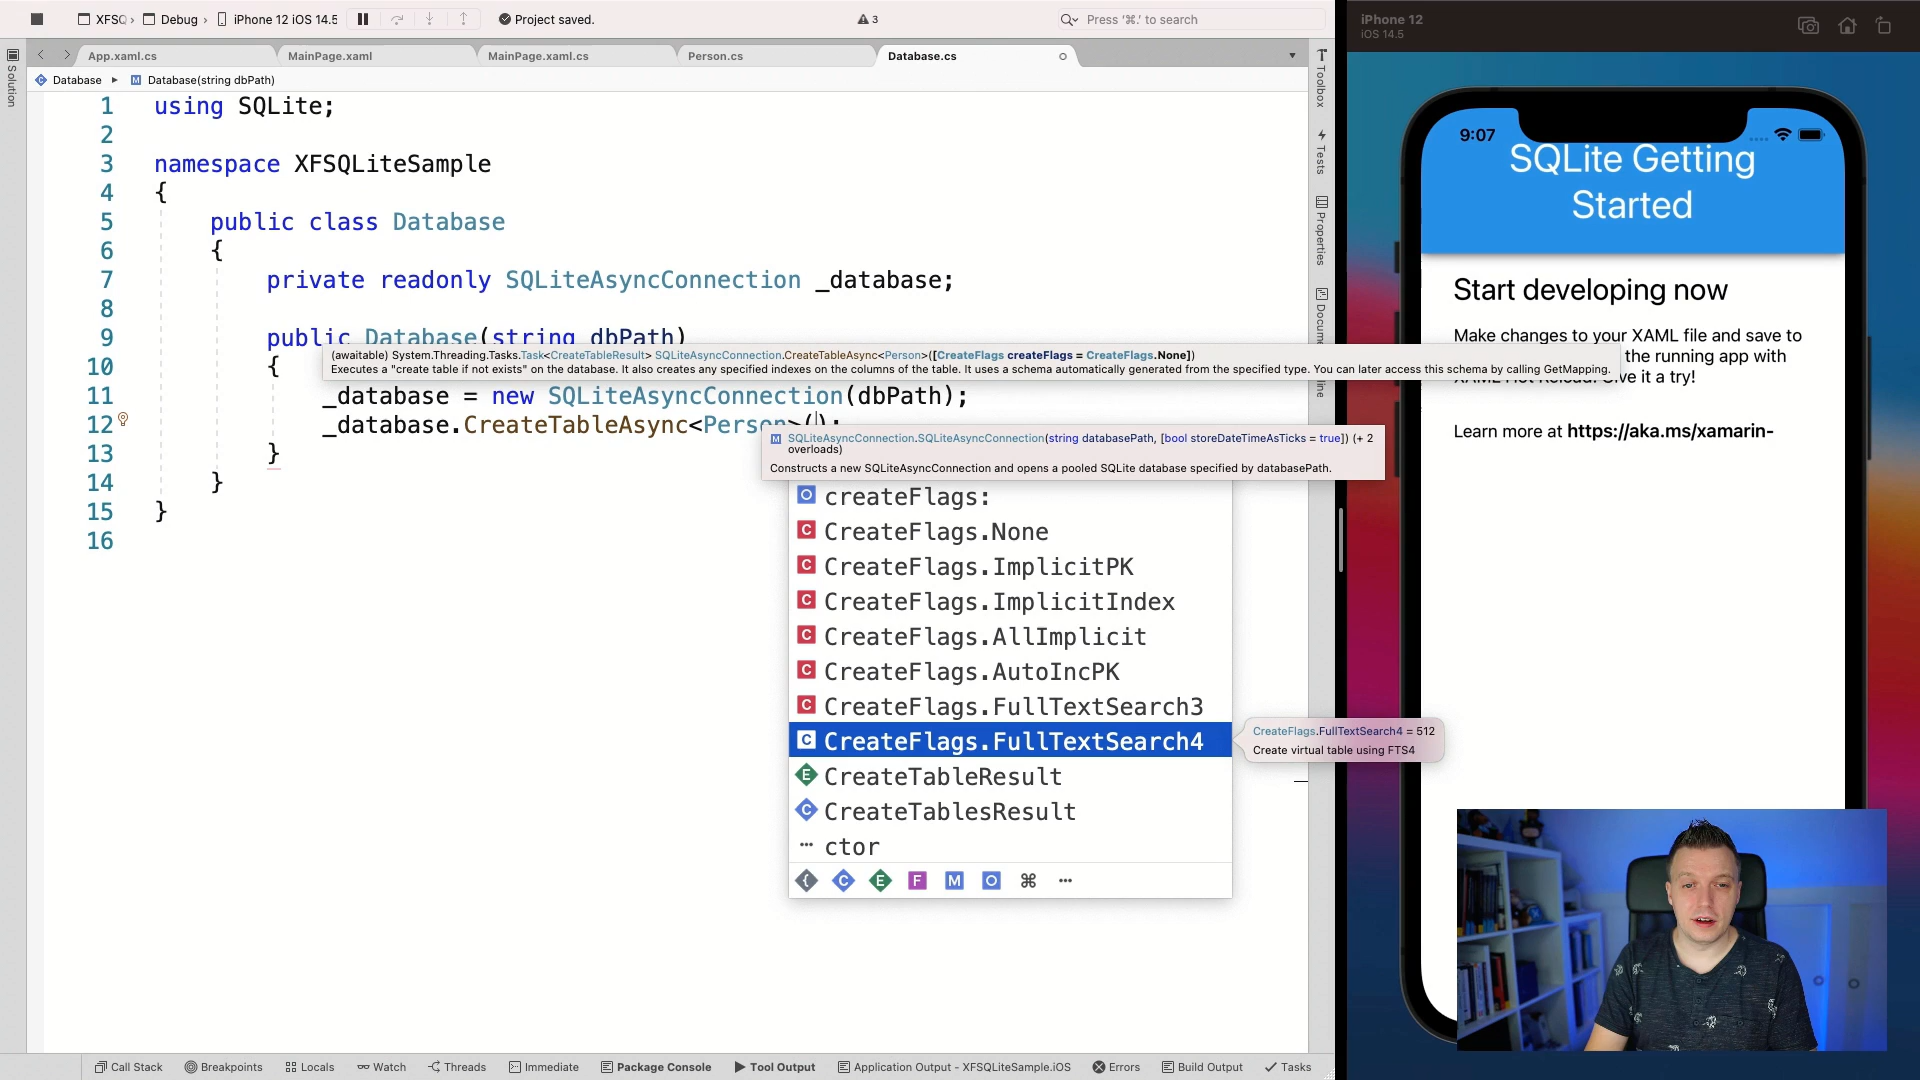 XFSQ
Debug
iPhone 12 iOS 14.5
Project saved.
3
Press '⌘.' to search
App.xaml.cs
MainPage.xaml
MainPage.xaml.cs
Person.cs
Database.cs
Database
Database(string dbPath)
Solution
Toolbox
Tests
Properties
1 using SQLite;
2
3 namespace XFSQLiteSample
4 {
5 public class Database
6 {
7 private readonly SQLiteAsyncConnection _database;
8
9 public Database(string dbPath)
(awaitable) System.Threading.Tasks.Task<CreateTableResult> SQLiteAsyncConnection.CreateTableAsync<Person>([CreateFlags createFlags = CreateFlags.None])
Executes a "create table if not exists" on the database. It also creates any specified indexes on the columns of the table. It uses a schema automatically generated from the specified type. You can later access this schema by calling GetMapping.
10 {
11 _database = new SQLiteAsyncConnection(dbPath);
12 _database.CreateTableAsync<Person>();
13 }
14 }
15 }
16
SQLiteAsyncConnection.SQLiteAsyncConnection(string databasePath, [bool storeDateTimeAsTicks = true]) (+ 2
overloads)
Constructs a new SQLiteAsyncConnection and opens a pooled SQLite database specified by databasePath.
createFlags:
CreateFlags.None
CreateFlags.ImplicitPK
CreateFlags.ImplicitIndex
CreateFlags.AllImplicit
CreateFlags.AutoIncPK
CreateFlags.FullTextSearch3
CreateFlags.FullTextSearch4
CreateTableResult
CreateTablesResult
ctor
CreateFlags.FullTextSearch4 = 512
Create virtual table using FTS4
iPhone 12
iOS 14.5
9:07
SQLite Getting
Started
Start developing now
Make changes to your XAML file and save to
the running app with
it a try!
Learn more at https://aka.ms/xamarin-
Call Stack
Breakpoints
Locals
Watch
Threads
Immediate
Package Console
Tool Output
Application Output - XFSQLiteSample.iOS
Errors
Build Output
Tasks